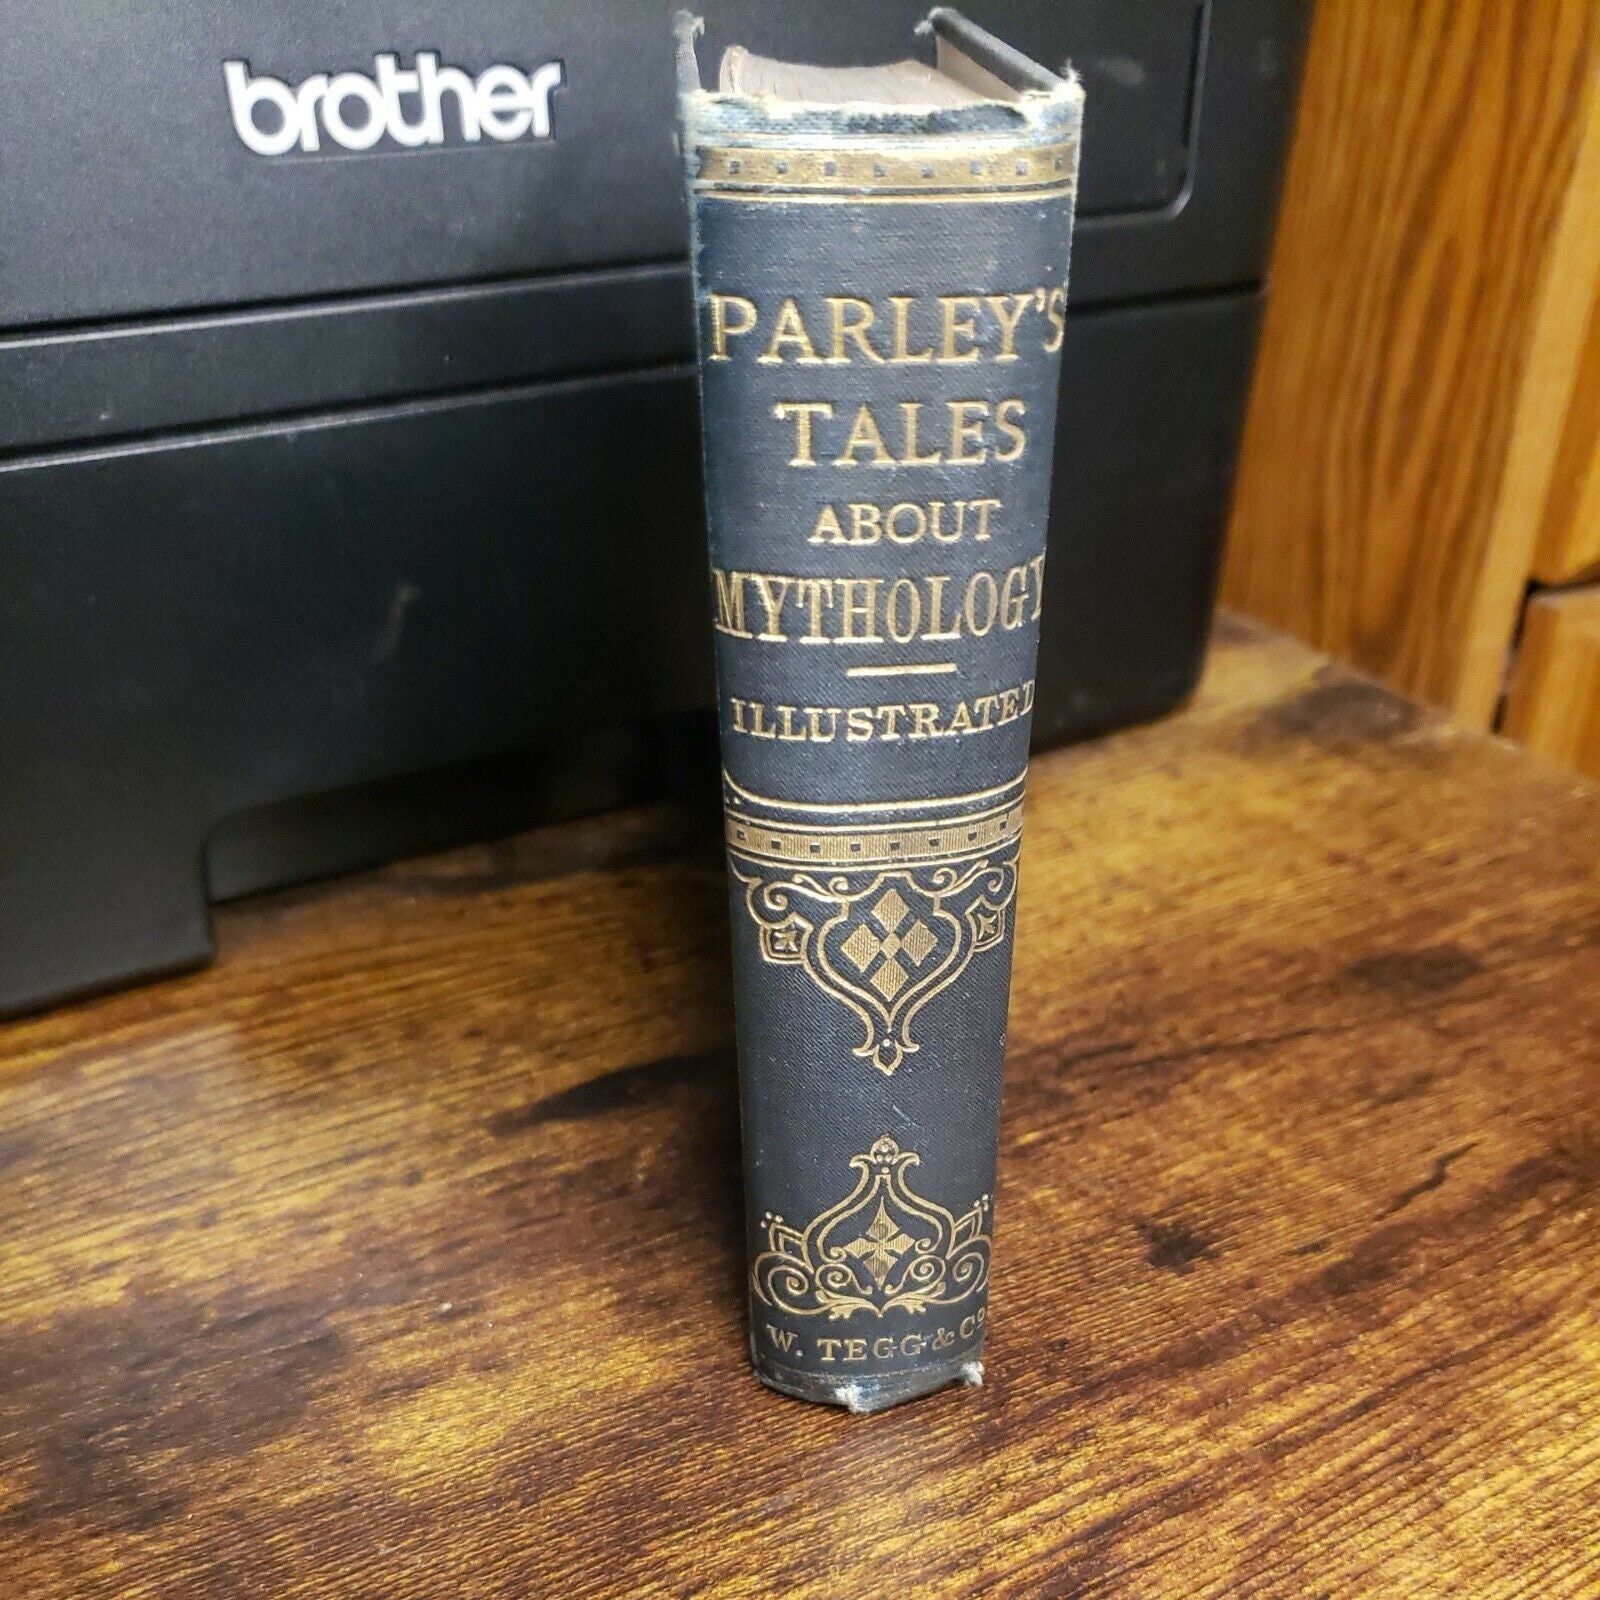 brother
PARLEY'S
TALES
ABOUT
MYTHOLOGY
ILLUSTRATED
W. TEGG & Co